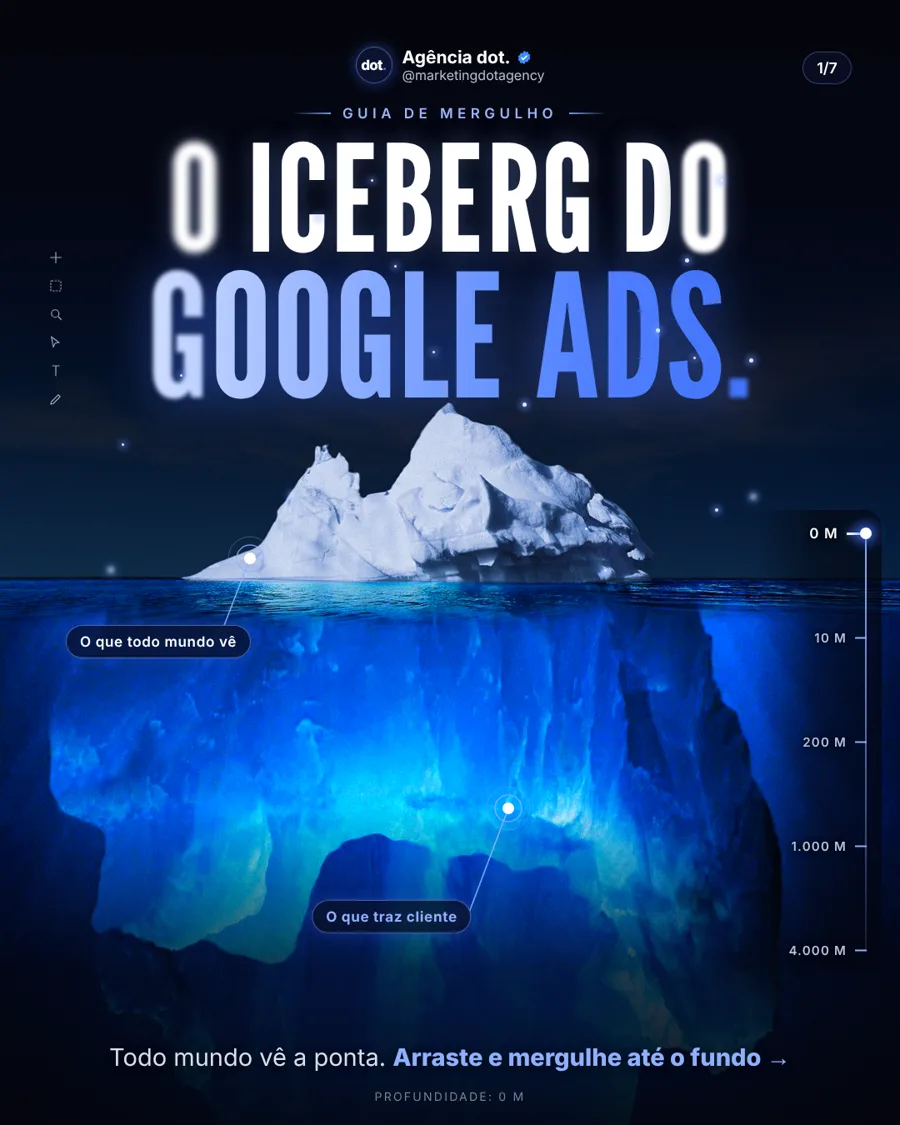 dot.
Agência dot.
@marketingdotagency
1/7
GUIA DE MERGULHO
O ICEBERG DO
GOOGLE ADS.
T
0 M
O que todo mundo vê
10 M
200 M
1.000 M
O que traz cliente
4.000 M
Todo mundo vê a ponta. Arraste e mergulhe até o fundo →
PROFUNDIDADE: 0 M